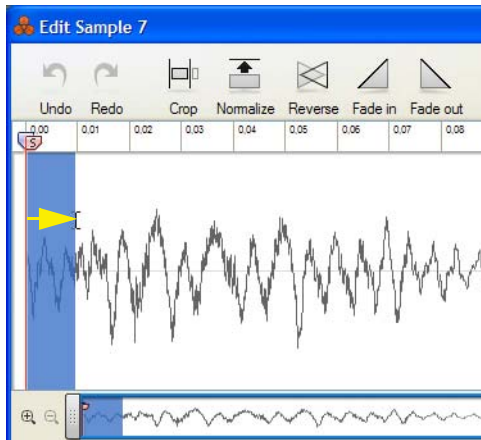 Edit Sample 7
Undo Redo Crop Normalize Reverse Fade in Fade out
0,00 0,01 0,02 0,03 0,04 0,05 0,06 0,07 0,08
S